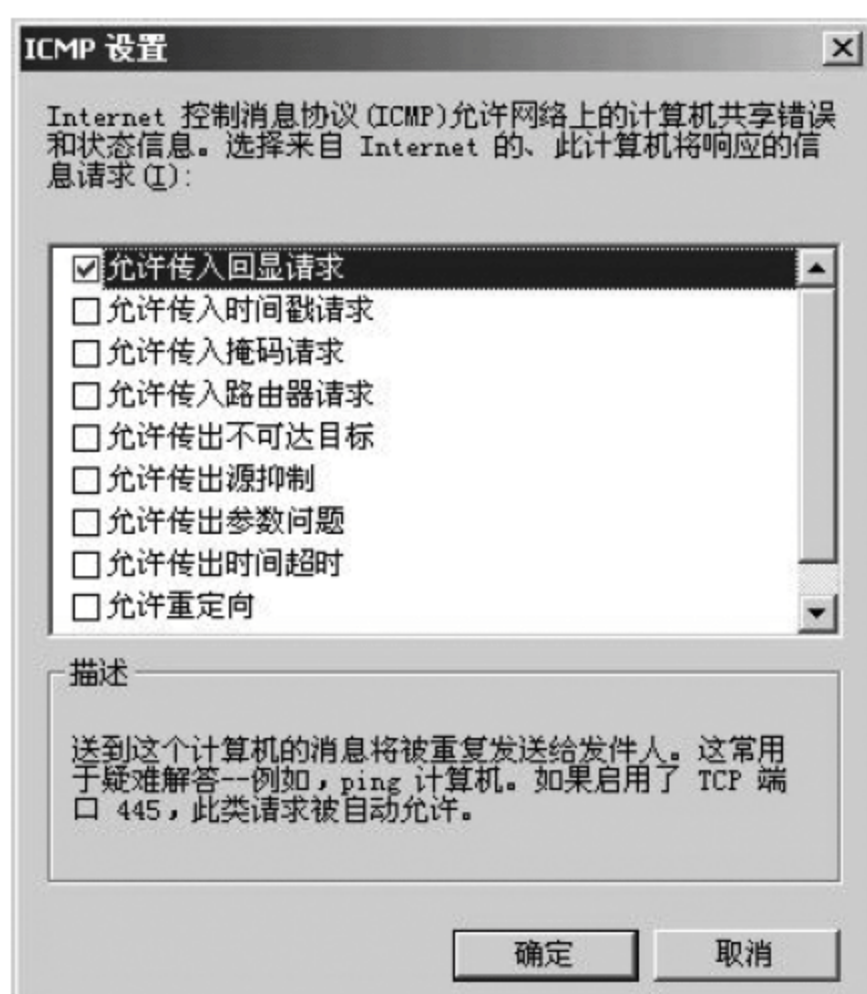 ICMP 设置
Internet 控制消息协议(ICMP)允许网络上的计算机共享错误
和状态信息。选择来自 Internet 的、此计算机将响应的信
息请求(I):
允许传入回显请求
允许传入时间戳请求
允许传入掩码请求
允许传入路由器请求
允许传出不可达目标
允许传出源抑制
允许传出参数问题
允许传出时间超时
允许重定向
描述
送到这个计算机的消息将被重复发送给发件人。这常用
于疑难解答--例如,ping 计算机。如果启用了 TCP 端
口 445,此类请求被自动允许。
确定
取消